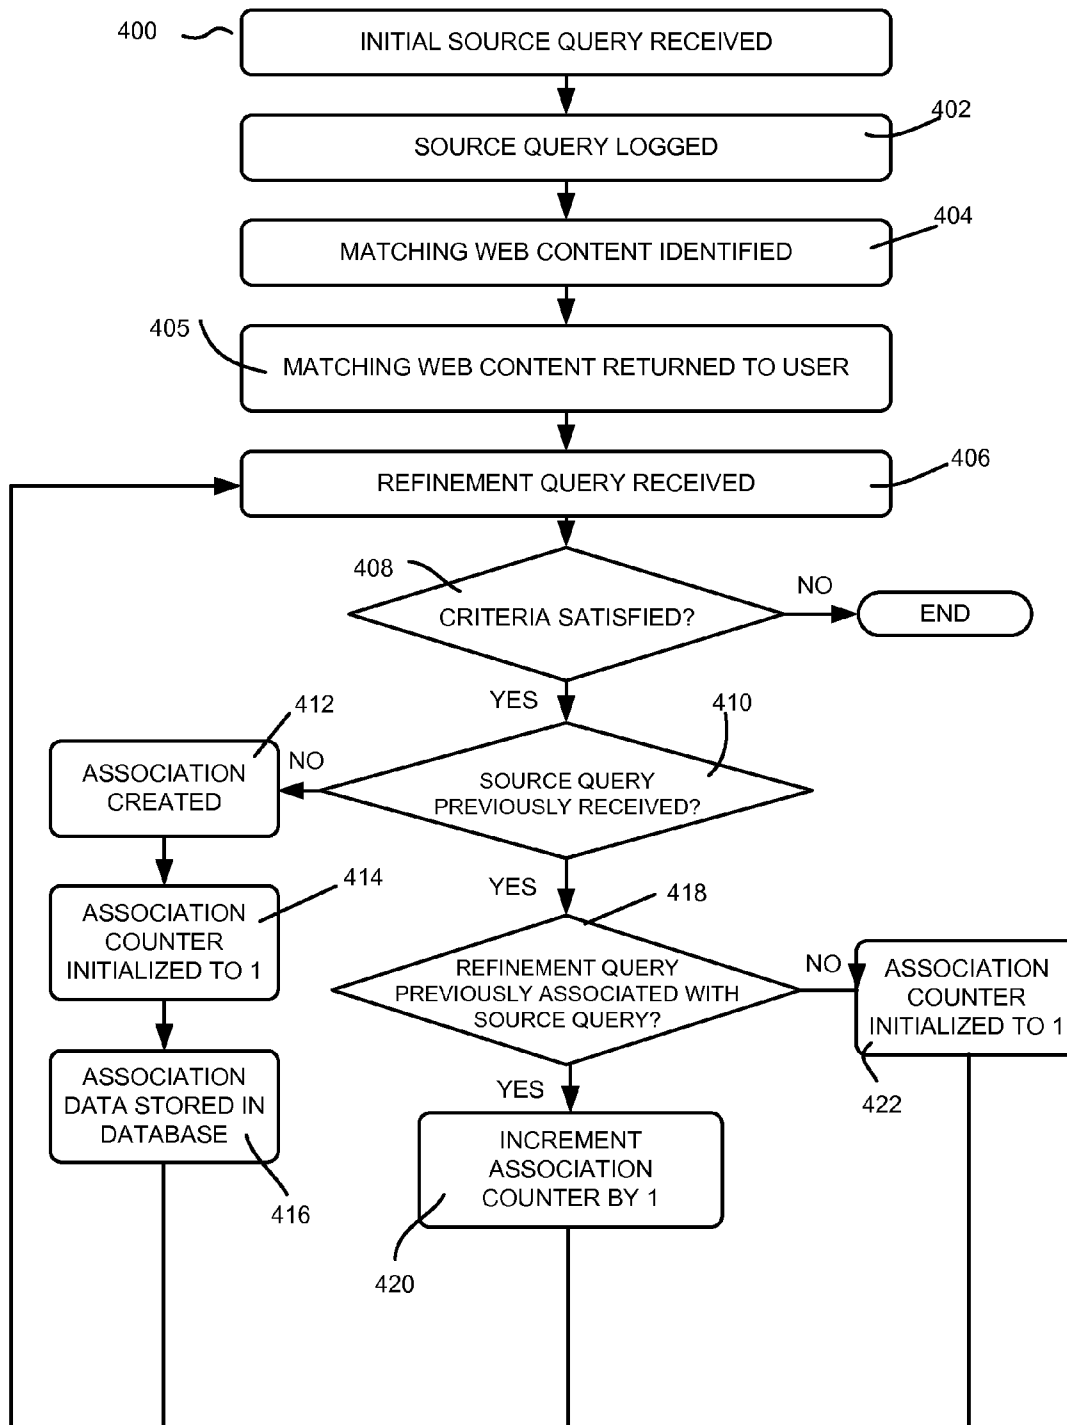 400
INITIAL SOURCE QUERY RECEIVED
402
SOURCE QUERY LOGGED
404
MATCHING WEB CONTENT IDENTIFIED
405
MATCHING WEB CONTENT RETURNED TO USER
406
REFINEMENT QUERY RECEIVED
408
CRITERIA SATISFIED?
NO
END
YES
410
SOURCE QUERY
PREVIOUSLY RECEIVED?
NO
412
ASSOCIATION
CREATED
414
ASSOCIATION
COUNTER
INITIALIZED TO 1
416
ASSOCIATION
DATA STORED IN
DATABASE
YES
418
REFINEMENT QUERY
PREVIOUSLY ASSOCIATED WITH
SOURCE QUERY?
NO
ASSOCIATION
COUNTER
INITIALIZED TO 1
422
YES
INCREMENT
ASSOCIATION
COUNTER BY 1
420